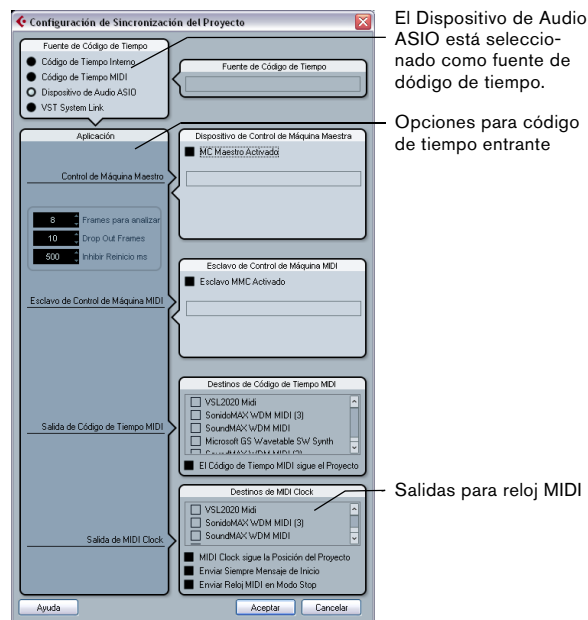 Configuración de Sincronización del Proyecto
Fuente de Código de Tiempo
Código de Tiempo Interno
Código de Tiempo MIDI
Dispositivo de Audio ASIO
VST System Link
Fuente de Código de Tiempo
Aplicación
Control de Máquina Maestro
8 Frames para analizar
10 Drop Out Frames
500 Inhibir Reinicio ms
Esclavo de Control de Máquina MIDI
Salida de Código de Tiempo MIDI
Salida de MIDI Clock
Dispositivo de Control de Máquina Maestra
MC Maestro Activado
Esclavo de Control de Máquina MIDI
Esclavo MMC Activado
Destinos de Código de Tiempo MIDI
VSL2020 Midi
SonidoMAX WDM MIDI (3)
SoundMAX WDM MIDI
Microsoft GS Wavetable SW Synth
SoundMAX WDM MIDI (2)
El Código de Tiempo MIDI sigue el Proyecto
Destinos de MIDI Clock
VSL2020 Midi
SonidoMAX WDM MIDI (3)
SoundMAX WDM MIDI
MIDI Clock sigue la Posición del Proyecto
Enviar Siempre Mensaje de Inicio
Enviar Reloj MIDI en Modo Stop
Ayuda
Aceptar
Cancelar
El Dispositivo de Audio
ASIO está seleccio-
nado como fuente de
dódigo de tiempo.
Opciones para código
de tiempo entrante
Salidas para reloj MIDI